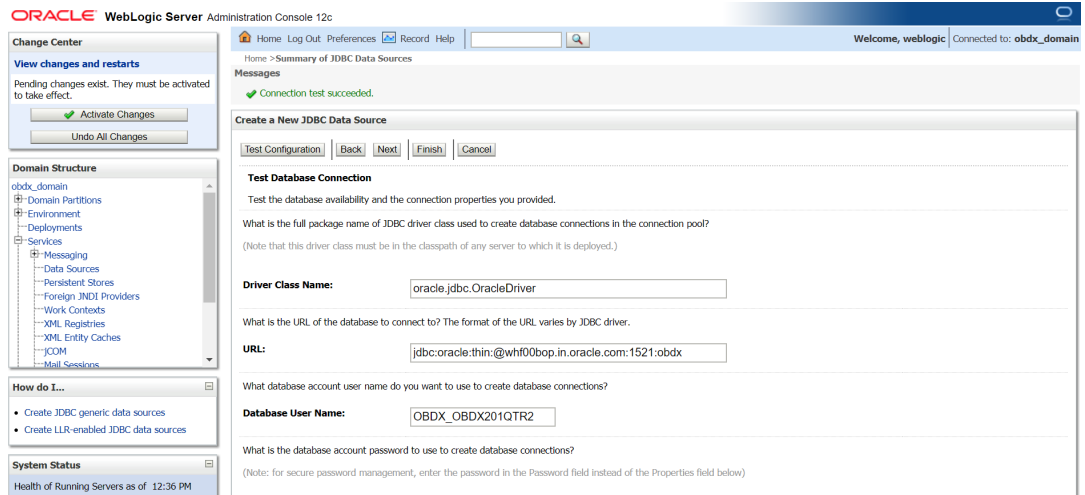 ORACLE WebLogic Server Administration Console 12c
Change Center
View changes and restarts
Pending changes exist. They must be activated
to take effect.
Activate Changes
Undo All Changes
Domain Structure
obdx_domain
Domain Partitions
Environment
Deployments
Services
Messaging
Data Sources
Persistent Stores
Foreign JNDI Providers
Work Contexts
XML Registries
XML Entity Caches
jCOM
Mail Sessions
How do I...
Create JDBC generic data sources
Create LLR-enabled JDBC data sources
System Status
Health of Running Servers as of 12:36 PM
Home Log Out Preferences Record Help
Welcome, weblogic Connected to: obdx_domain
Home >Summary of JDBC Data Sources
Messages
Connection test succeeded.
Create a New JDBC Data Source
Test Configuration Back Next Finish Cancel
Test Database Connection
Test the database availability and the connection properties you provided.
What is the full package name of JDBC driver class used to create database connections in the connection pool?
(Note that this driver class must be in the classpath of any server to which it is deployed.)
Driver Class Name: oracle.jdbc.OracleDriver
What is the URL of the database to connect to? The format of the URL varies by JDBC driver.
URL: jdbc:oracle:thin:@whf00bop.in.oracle.com:1521:obdx
What database account user name do you want to use to create database connections?
Database User Name: OBDX_OBDX201QTR2
What is the database account password to use to create database connections?
(Note: for secure password management, enter the password in the Password field instead of the Properties field below)